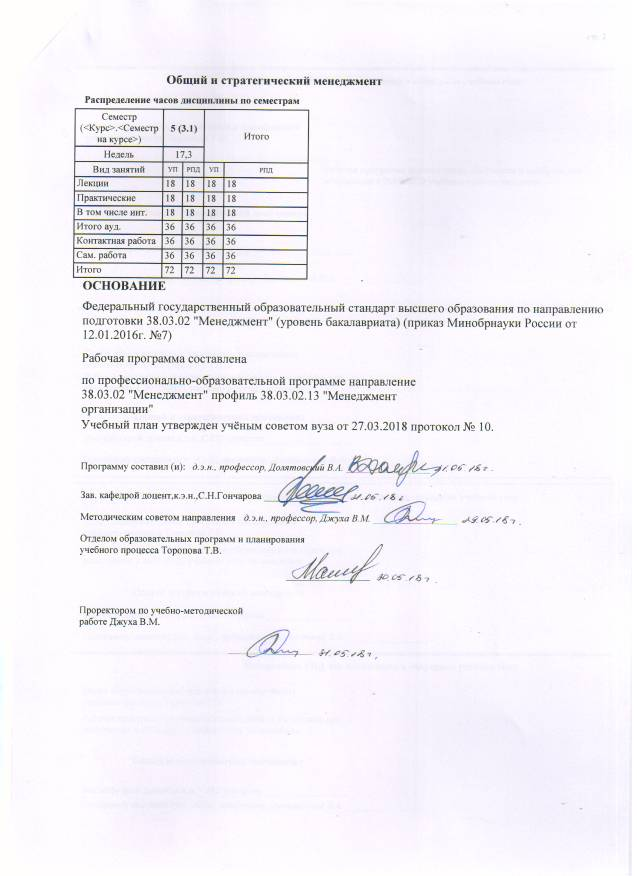 Общий и стратегический менеджмент
Распределение часов дисциплины по семестрам
Семестр (<Курс>.<Семестр на курсе>) 5 (3.1) Итого
Недель 17,3
Вид занятий УП РПД УП РПД
Лекции 18 18 18 18
Практические 18 18 18 18
В том числе инт. 18 18 18 18
Итого ауд. 36 36 36 36
Контактная работа 36 36 36 36
Сам. работа 36 36 36 36
Итого 72 72 72 72
ОСНОВАНИЕ
Федеральный государственный образовательный стандарт высшего образования по направлению
подготовки 38.03.02 "Менеджмент" (уровень бакалавриата) (приказ Минобрнауки России от
12.01.2016г. №7)
Рабочая программа составлена
по профессионально-образовательной программе направление
38.03.02 "Менеджмент" профиль 38.03.02.13 "Менеджмент
организации"
Учебный план утвержден учёным советом вуза от 27.03.2018 протокол № 10.
Программу составил (и): д.э.н., профессор, Долятовский В.А. 21.05.18г.
Зав. кафедрой доцент,к.э.н.,С.Н.Гончарова 21.05.18г
Методическим советом направления д.э.н., профессор, Джуха В.М. 29.05.18г.
Отделом образовательных программ и планирования
учебного процесса Торопова Т.В.
30.05.18г.
Проректором по учебно-методической
работе Джуха В.М.
31.05.18г.